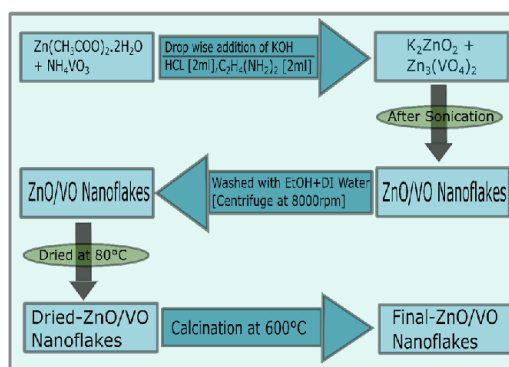 Zn(CH3COO)2.2H2O
+ NH4VO3
Drop wise addition of KOH
HCL [2ml],C2H4(NH2)2 [2ml]
K2ZnO2 +
Zn3(VO4)2
After Sonication
ZnO/VO Nanoflakes
Washed with EtOH+DI Water
[Centrifuge at 8000rpm]
ZnO/VO Nanoflakes
Dried at 80°C
Dried-ZnO/VO
Nanoflakes
Calcination at 600°C
Final-ZnO/VO
Nanoflakes